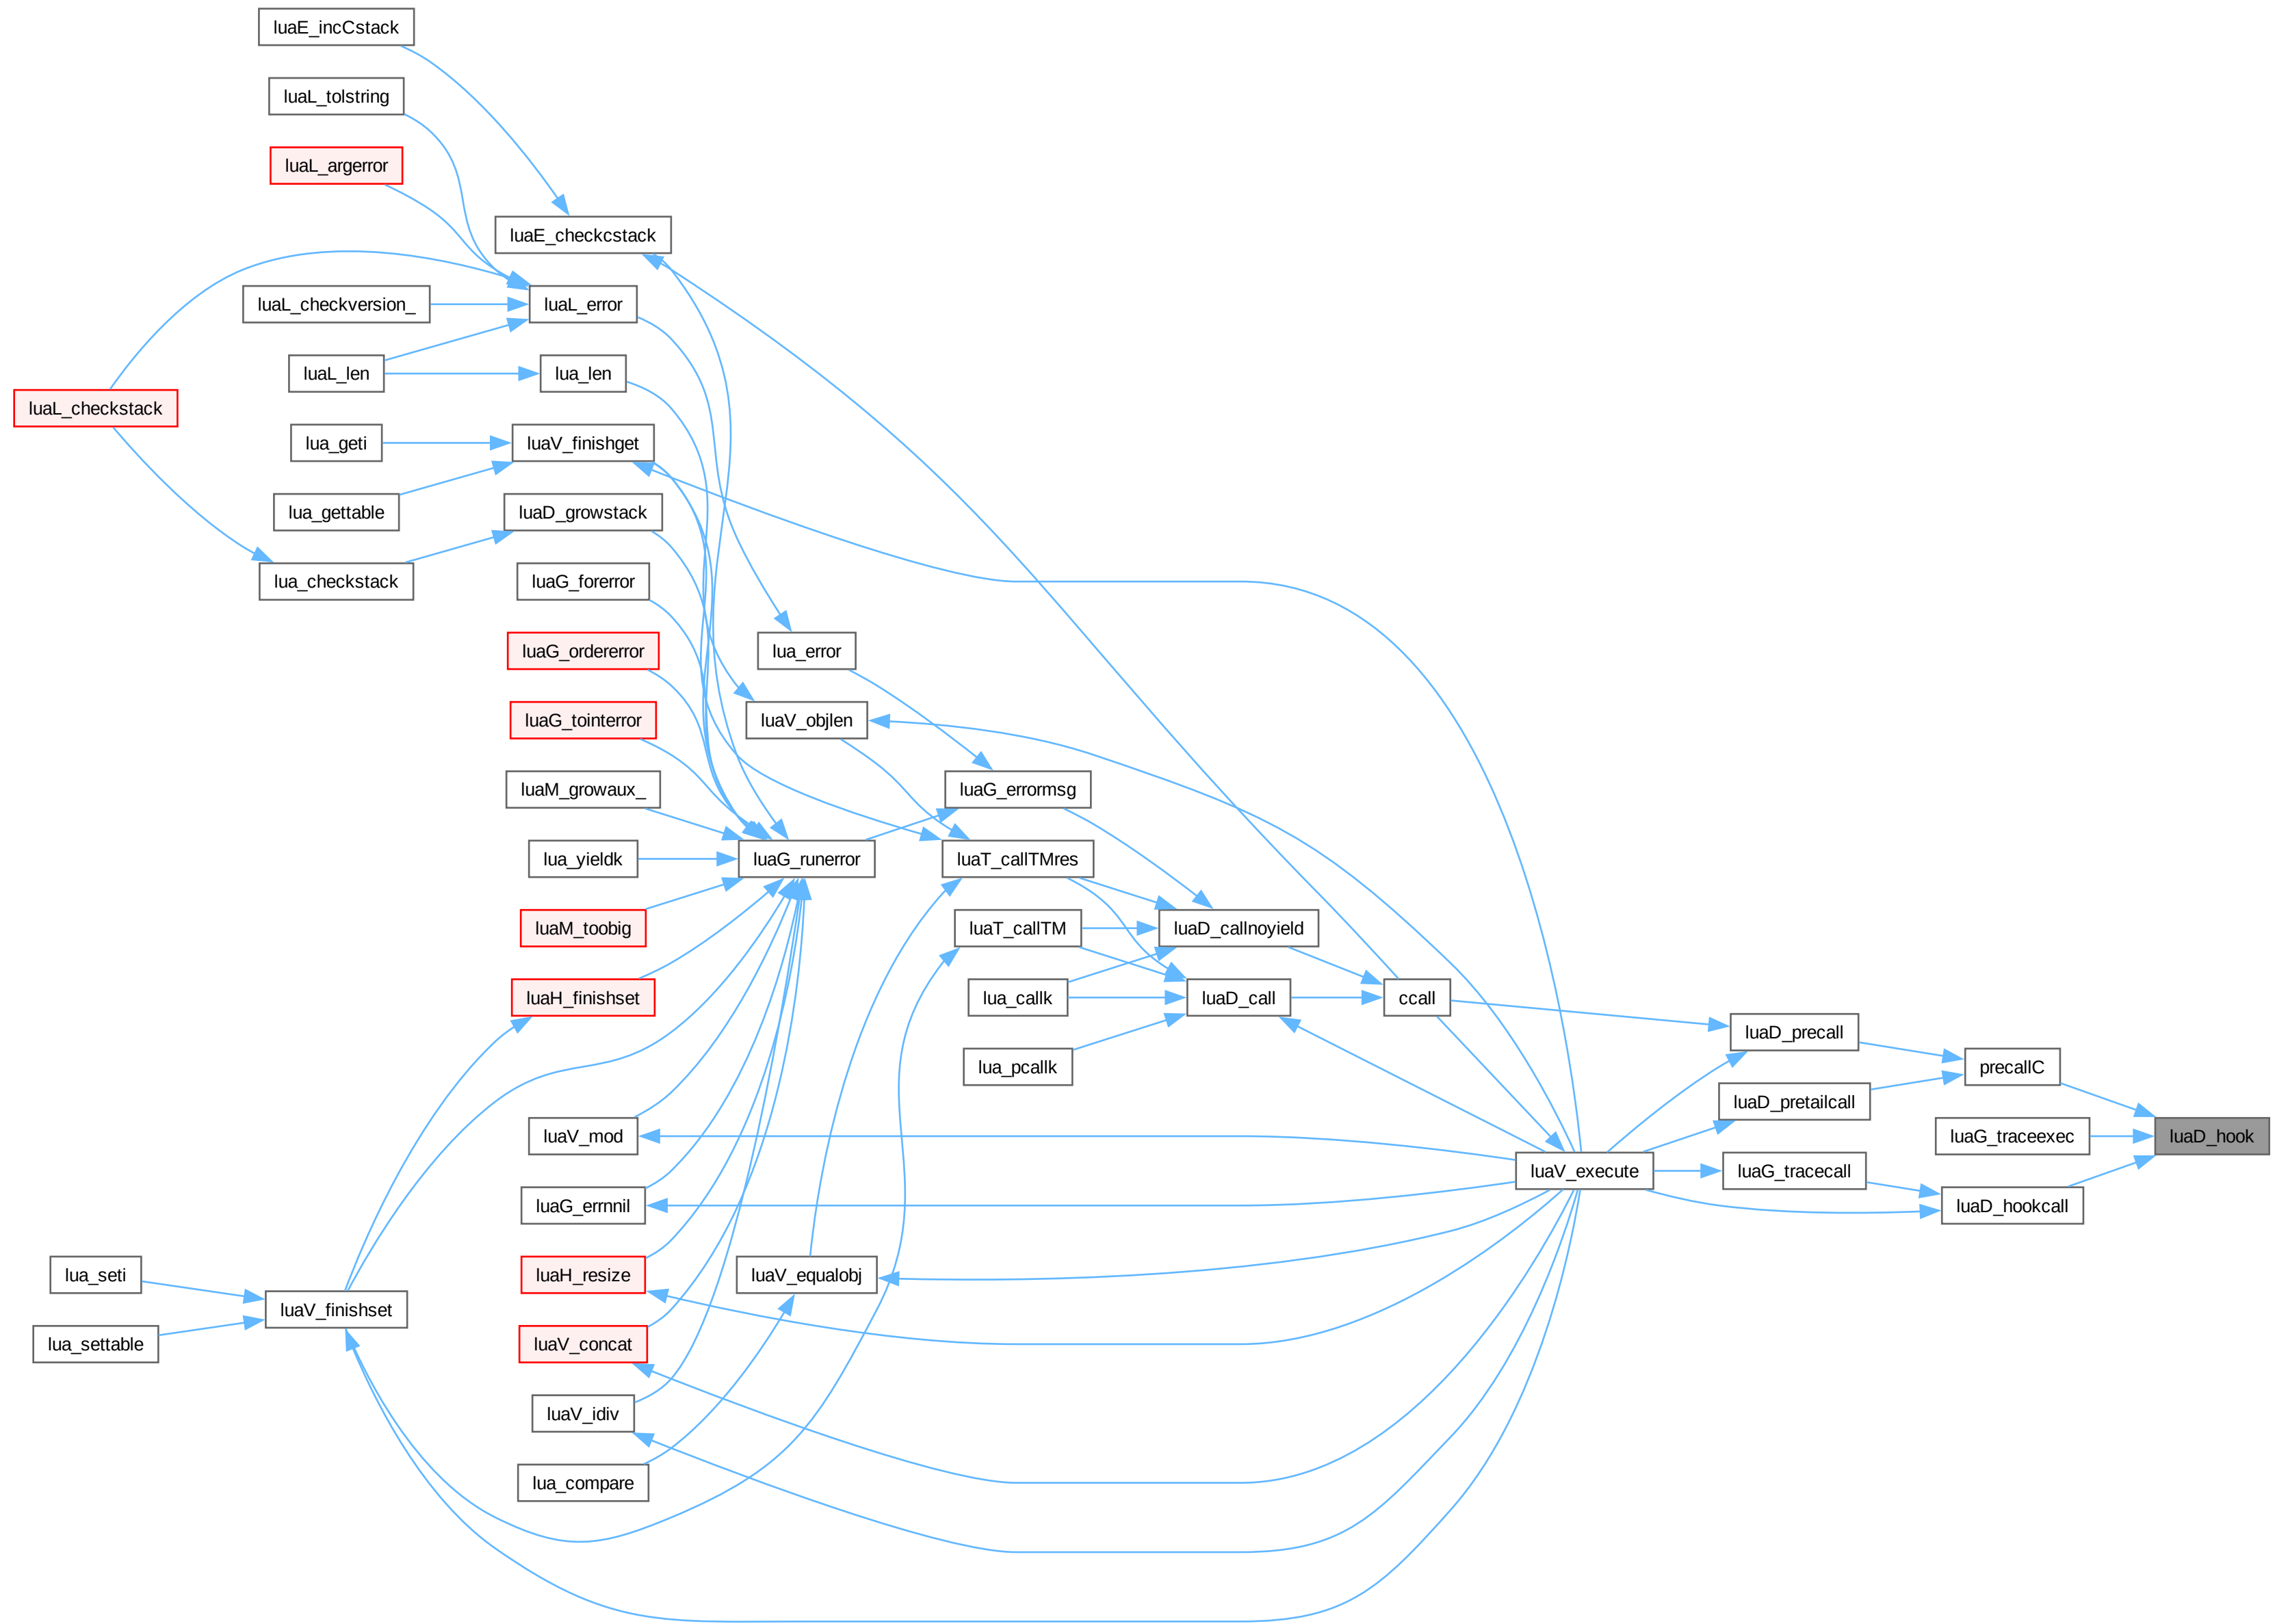 luaE_incCstack
luaL_tolstring
luaL_argerror
luaE_checkcstack
luaL_checkversion_
luaL_error
luaL_len
lua_len
luaL_checkstack
lua_geti
luaV_finishget
lua_gettable
luaD_growstack
lua_checkstack
luaG_forerror
luaG_ordererror
lua_error
luaG_tointerror
luaV_objlen
luaM_growaux_
luaG_errormsg
lua_yieldk
luaG_runerror
luaT_callTMres
luaM_toobig
luaT_callTM
luaD_callnoyield
luaH_finishset
lua_callk
luaD_call
ccall
luaD_precall
lua_pcallk
precallC
luaD_pretailcall
luaV_mod
luaG_traceexec
luaD_hook
luaV_execute
luaG_tracecall
luaG_errnnil
luaD_hookcall
lua_seti
luaH_resize
luaV_equalobj
luaV_finishset
lua_settable
luaV_concat
luaV_idiv
lua_compare